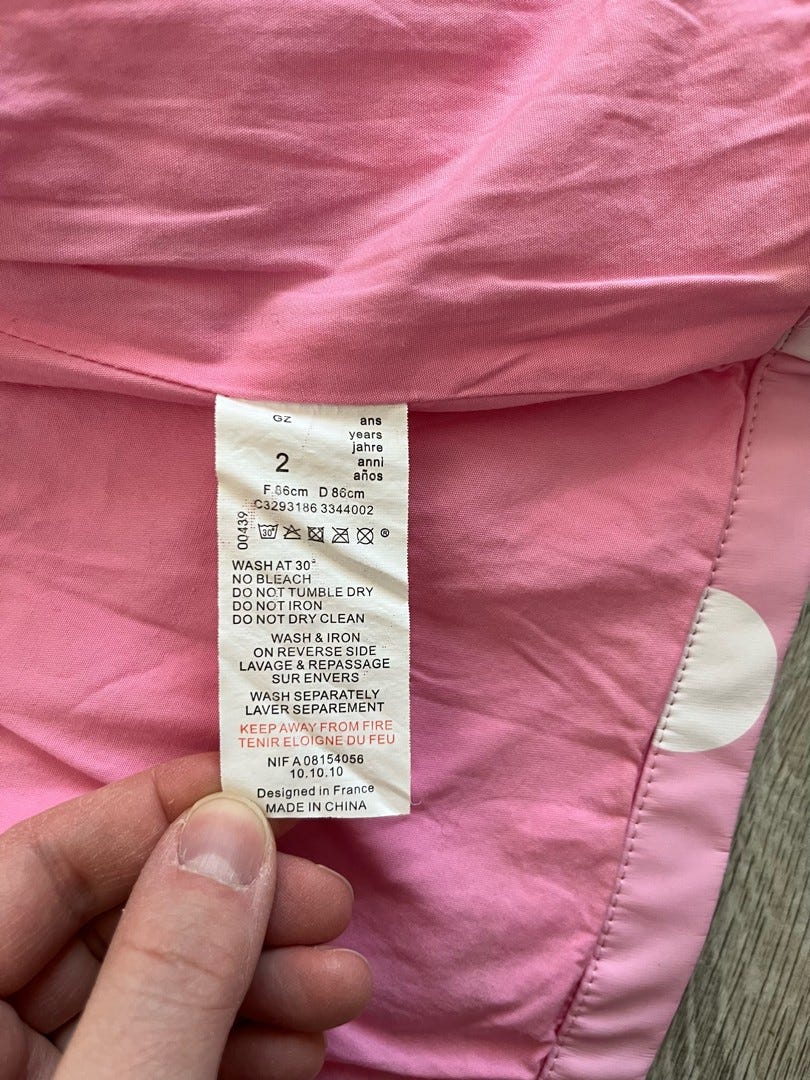 GZ
ans
years
jahre
2 anni
años
F.86cm D 86cm
C3293186 3344002
00439
30°
®
WASH AT 30°
NO BLEACH
DO NOT TUMBLE DRY
DO NOT IRON
DO NOT DRY CLEAN
WASH & IRON
ON REVERSE SIDE
LAVAGE & REPASSAGE
SUR ENVERS
WASH SEPARATELY
LAVER SEPAREMENT
KEEP AWAY FROM FIRE
TENIR ELOIGNE DU FEU
NIF A 08154056
10.10.10
Designed in France
MADE IN CHINA